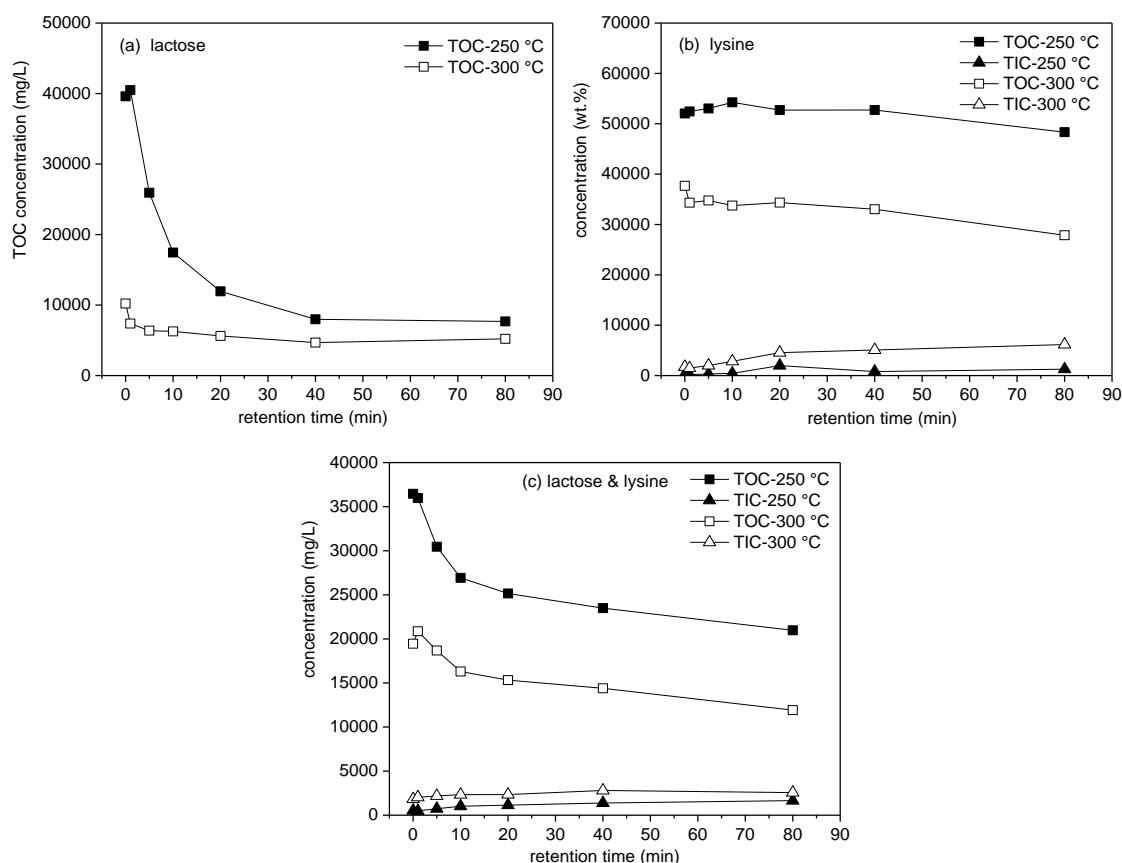 (a) lactose
TOC-250 °C
TOC-300 °C
TOC concentration (mg/L)
50000
40000
30000
20000
10000
0
0 10 20 30 40 50 60 70 80 90
retention time (min)
(b) lysine
TOC-250 °C
TIC-250 °C
TOC-300 °C
TIC-300 °C
concentration (wt.%)
70000
60000
50000
40000
30000
20000
10000
0
0 10 20 30 40 50 60 70 80 90
retention time (min)
(c) lactose & lysine
TOC-250 °C
TIC-250 °C
TOC-300 °C
TIC-300 °C
concentration (mg/L)
40000
35000
30000
25000
20000
15000
10000
5000
0
0 10 20 30 40 50 60 70 80 90
retention time (min)